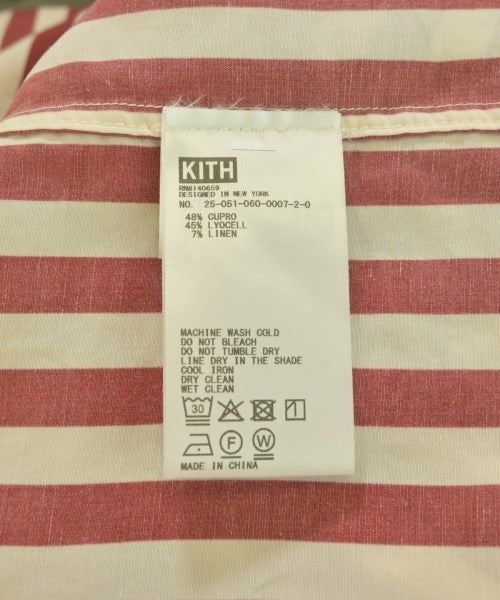 KITH
RN#140659
DESIGNED IN NEW YORK
NO. 25-051-060-0007-2-0
48% CUPRO
45% LYOCELL
7% LINEN
MACHINE WASH COLD
DO NOT BLEACH
DO NOT TUMBLE DRY
LINE DRY IN THE SHADE
COOL IRON
DRY CLEAN
WET CLEAN
30
F W
MADE IN CHINA